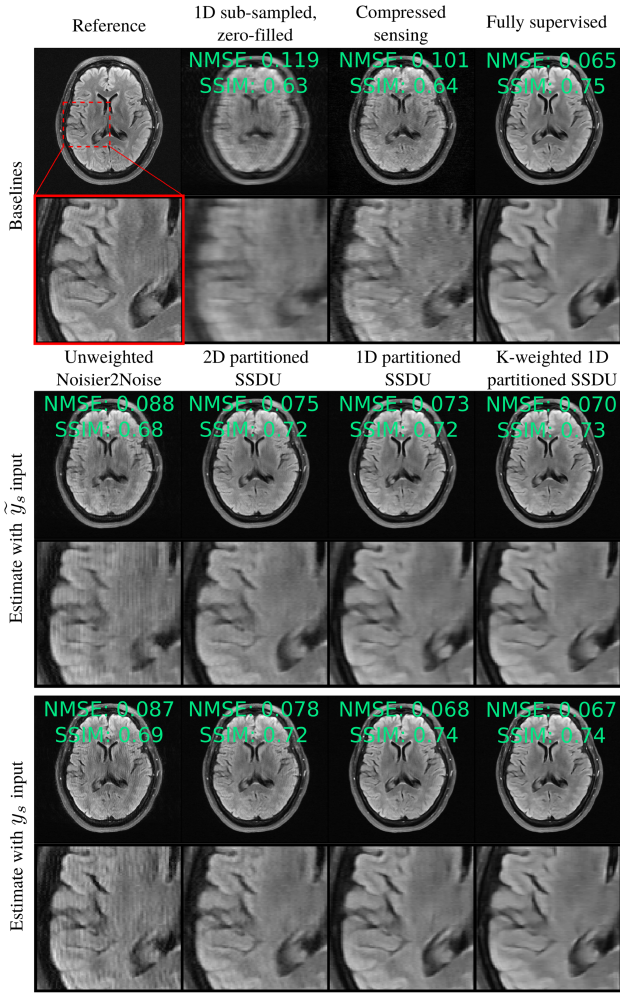 Reference
1D sub-sampled,
zero-filled
Compressed
sensing
Fully supervised
Baselines
NMSE: 0.119
SSIM: 0.63
NMSE: 0.101
SSIM: 0.64
NMSE: 0.065
SSIM: 0.75
Unweighted
Noisier2Noise
2D partitioned
SSDU
1D partitioned
SSDU
K-weighted 1D
partitioned SSDU
Estimate with ỹₛ input
NMSE: 0.088
SSIM: 0.68
NMSE: 0.075
SSIM: 0.72
NMSE: 0.073
SSIM: 0.72
NMSE: 0.070
SSIM: 0.73
Estimate with yₛ input
NMSE: 0.087
SSIM: 0.69
NMSE: 0.078
SSIM: 0.72
NMSE: 0.068
SSIM: 0.74
NMSE: 0.067
SSIM: 0.74